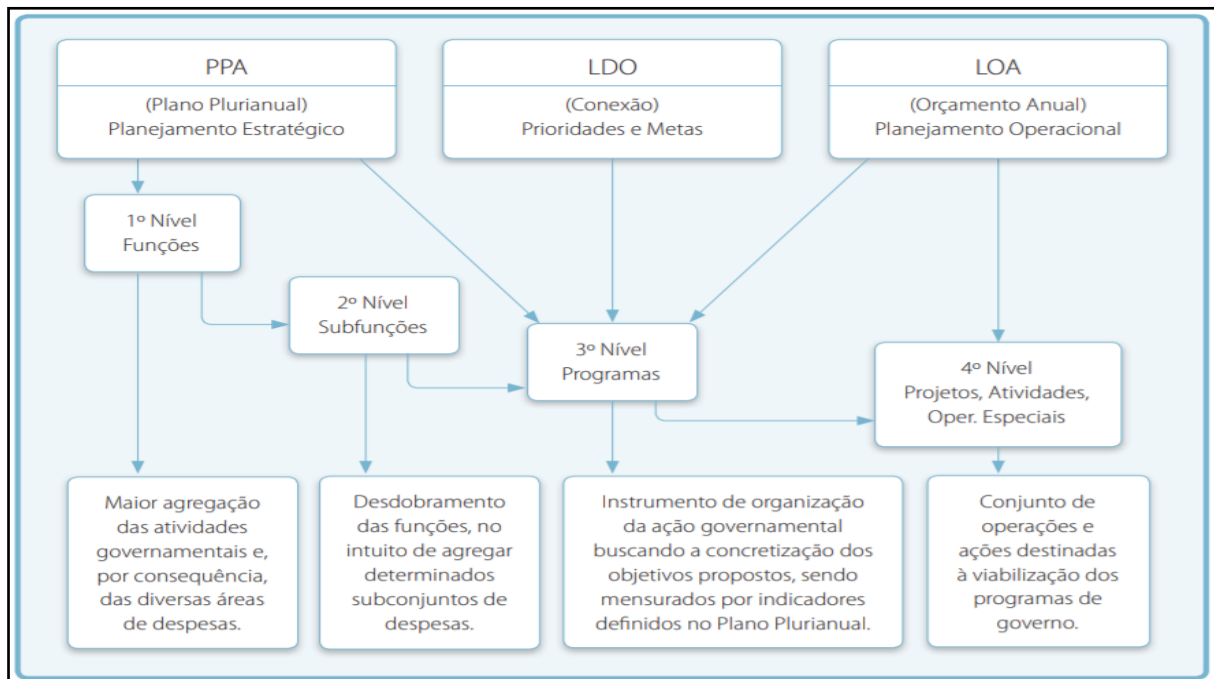 PPA
(Plano Plurianual)
Planejamento Estratégico
LDO
(Conexão)
Prioridades e Metas
LOA
(Orçamento Anual)
Planejamento Operacional
1º Nível
Funções
2º Nível
Subfunções
3º Nível
Programas
4º Nível
Projetos, Atividades,
Oper. Especiais
Maior agregação
das atividades
governamentais e,
por consequência,
das diversas áreas
de despesas.
Desdobramento
das funções, no
intuito de agregar
determinados
subconjuntos de
despesas.
Instrumento de organização
da ação governamental
buscando a concretização dos
objetivos propostos, sendo
mensurados por indicadores
definidos no Plano Plurianual.
Conjunto de
operações e
ações destinadas
à viabilização dos
programas de
governo.